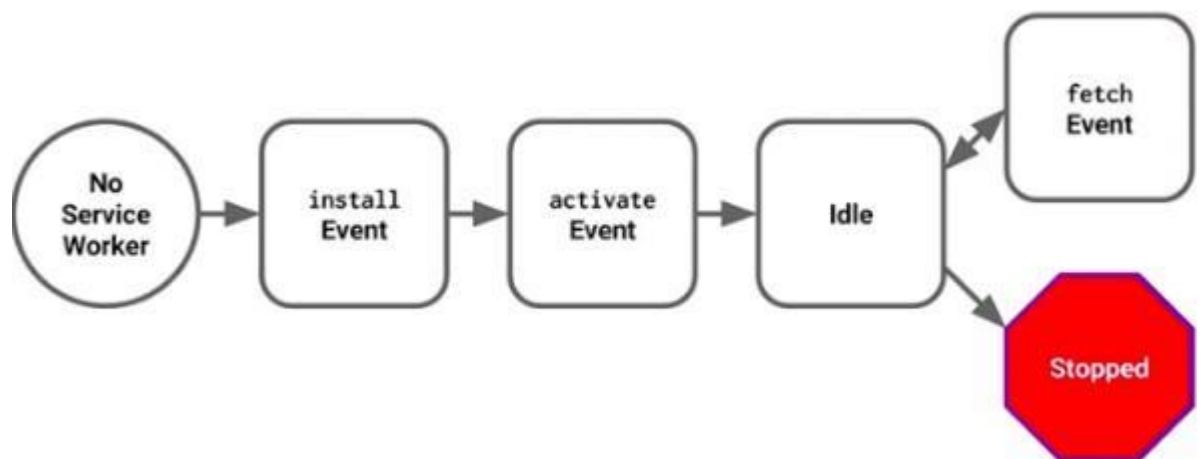 No
Service
Worker
install
Event
activate
Event
Idle
fetch
Event
Stopped